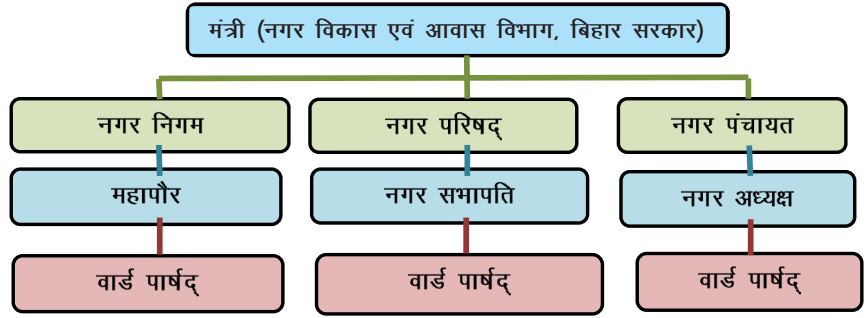 मंत्री (नगर विकास एवं आवास विभाग, बिहार सरकार)
नगर निगम
नगर परिषद्
नगर पंचायत
महापौर
नगर सभापति
नगर अध्यक्ष
वार्ड पार्षद्
वार्ड पार्षद्
वार्ड पार्षद्